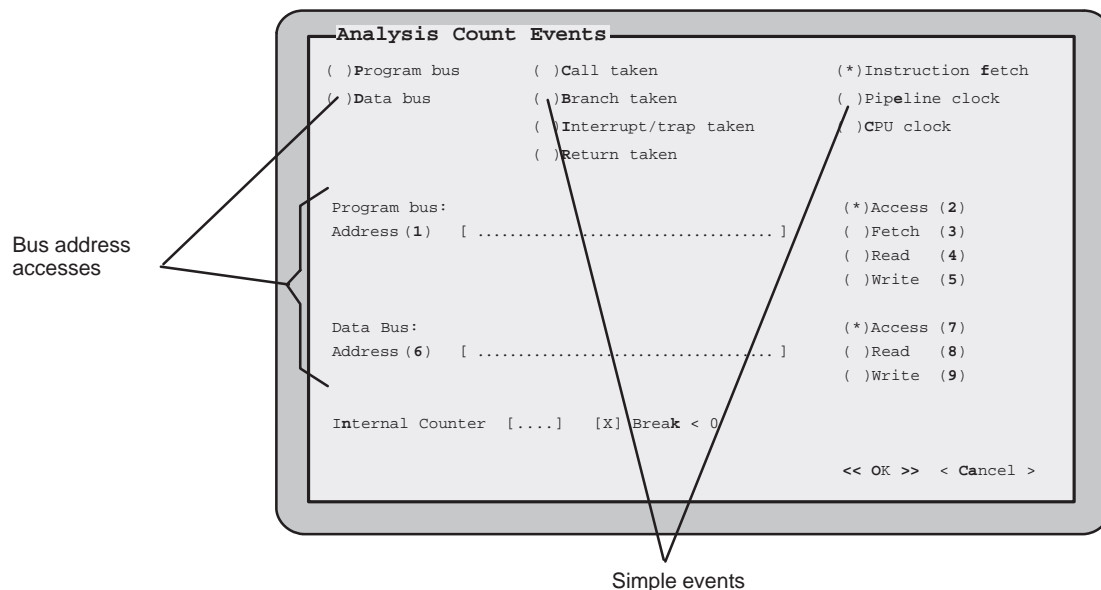 Analysis Count Events
( )Program bus ( )Call taken (*)Instruction fetch
( )Data bus ( )Branch taken ( )Pipeline clock
( )Interrupt/trap taken ( )CPU clock
( )Return taken
Program bus: (*)Access (2)
Address (1) [ ................................... ] ( )Fetch (3)
( )Read (4)
( )Write (5)
Bus address
accesses
Data Bus: (*)Access (7)
Address (6) [ ................................... ] ( )Read (8)
( )Write (9)
Internal Counter [....] [X] Break < 0
<< OK >> < Cancel >
Simple events